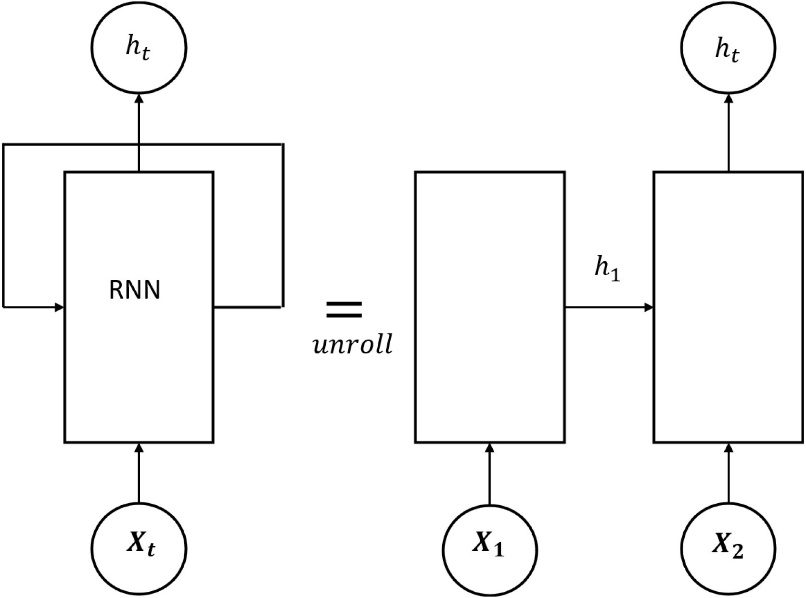 h_t
h_t
RNN
h_1
=
unroll
X_t
X_1
X_2